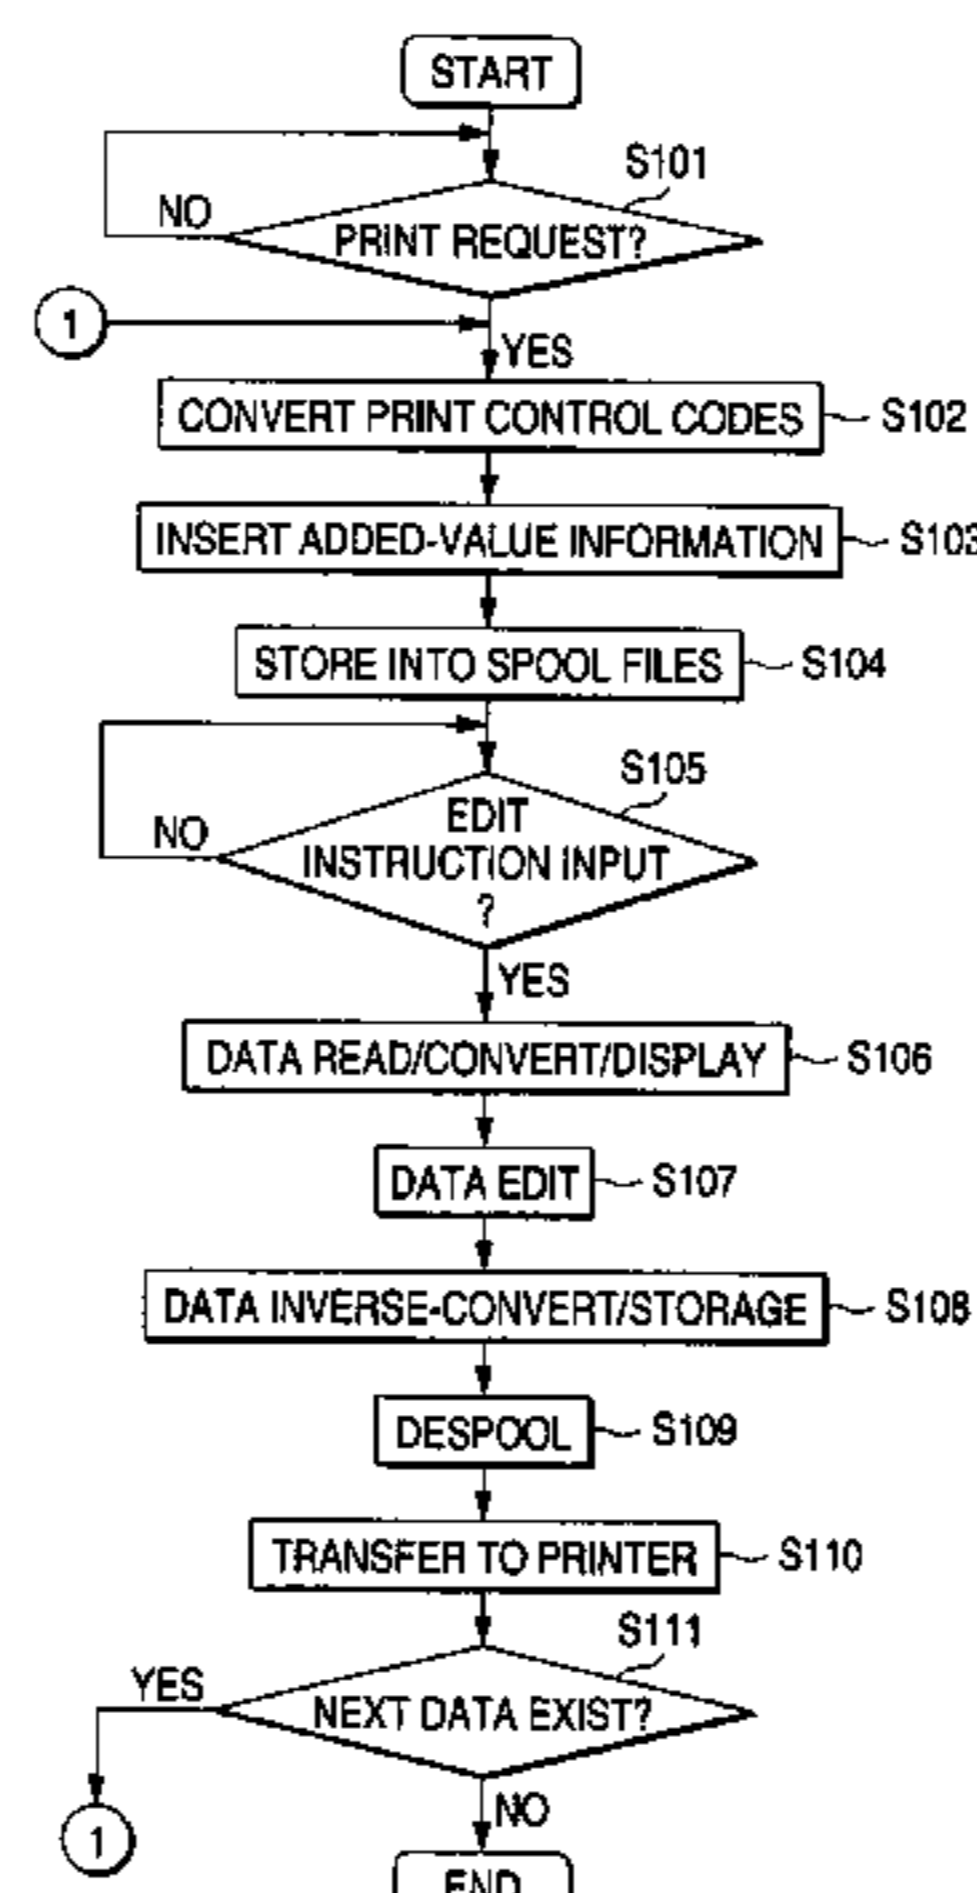 START
S101
NO
PRINT REQUEST?
1
YES
CONVERT PRINT CONTROL CODES
S102
INSERT ADDED-VALUE INFORMATION
S103
STORE INTO SPOOL FILES
S104
S105
EDIT
INSTRUCTION INPUT
?
NO
YES
DATA READ/CONVERT/DISPLAY
S106
DATA EDIT
S107
DATA INVERSE-CONVERT/STORAGE
S108
DESPOOL
S109
TRANSFER TO PRINTER
S110
S111
YES
NEXT DATA EXIST?
NO
1
END